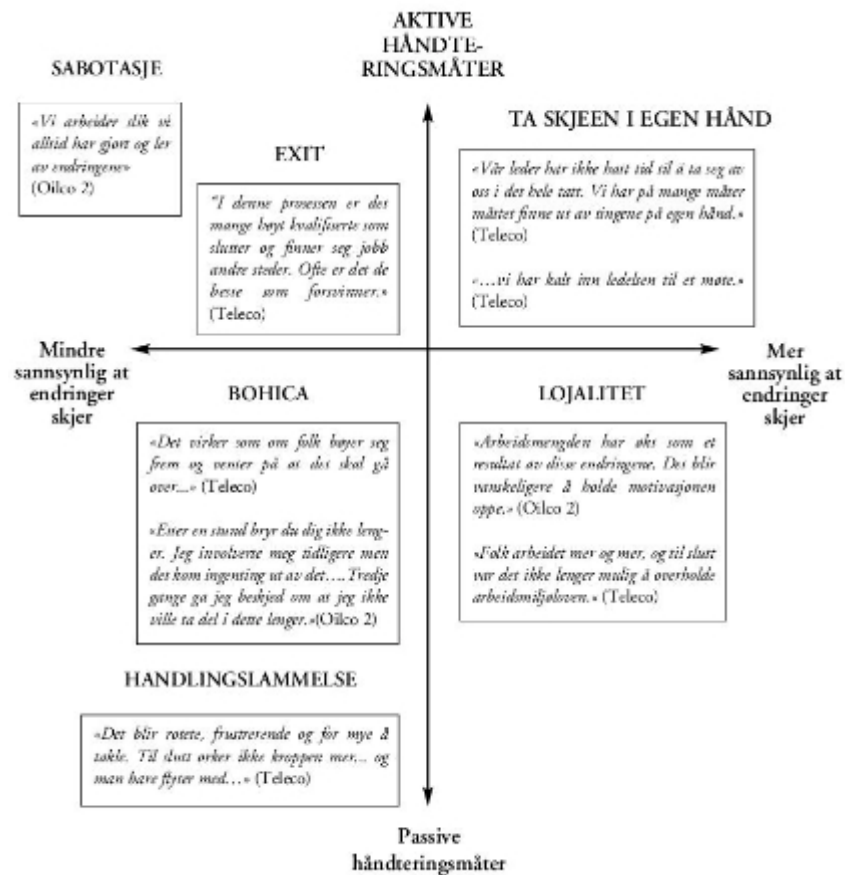 AKTIVE
HÅNDTE-
RINGSMÅTER
SABOTASJE
«Vi arbeider slik vi
alltid har gjort og ler
av endringene»
(Oilco 2)
EXIT
"I denne prosessen er det
mange høyt kvalifiserte som
slutter og finner seg jobb
andre steder. Ofte er det de
beste som forsvinner.»
(Teleco)
TA SKJEEN I EGEN HÅND
«Vår leder har ikke hatt tid til å ta seg av
oss i det hele tatt. Vi har på mange måter
måttet finne ut av tingene på egen hånd.»
(Teleco)
«…vi har kalt inn ledelsen til et møte.»
(Teleco)
Mindre
sannsynlig at
endringer
skjer
Mer
sannsynlig at
endringer
skjer
BOHICA
«Det virker som om folk bøyer seg
frem og venter på at det skal gå
over...» (Teleco)
«Etter en stund bryr du dig ikke leng-
er. Jeg involverte meg tidligere men
det kom ingenting ut av det…. Tredje
gange ga jeg beskjed om at jeg ikke
ville ta del i dette lenger.»(Oilco 2)
LOJALITET
«Arbeidsmengden har økt som et
resultat av disse endringene. Det blir
vanskeligere å holde motivasjonen
oppe.» (Oilco 2)
«Folk arbeidet mer og mer, og til slutt
var det ikke lenger mulig å overholde
arbeidsmiljøloven.» (Teleco)
HANDLINGSLAMMELSE
«Det blir rotete, frustrerende og for mye å
takle. Til slutt orker ikke kroppen mer... og
man bare flyter med…» (Teleco)
Passive
håndteringsmåter